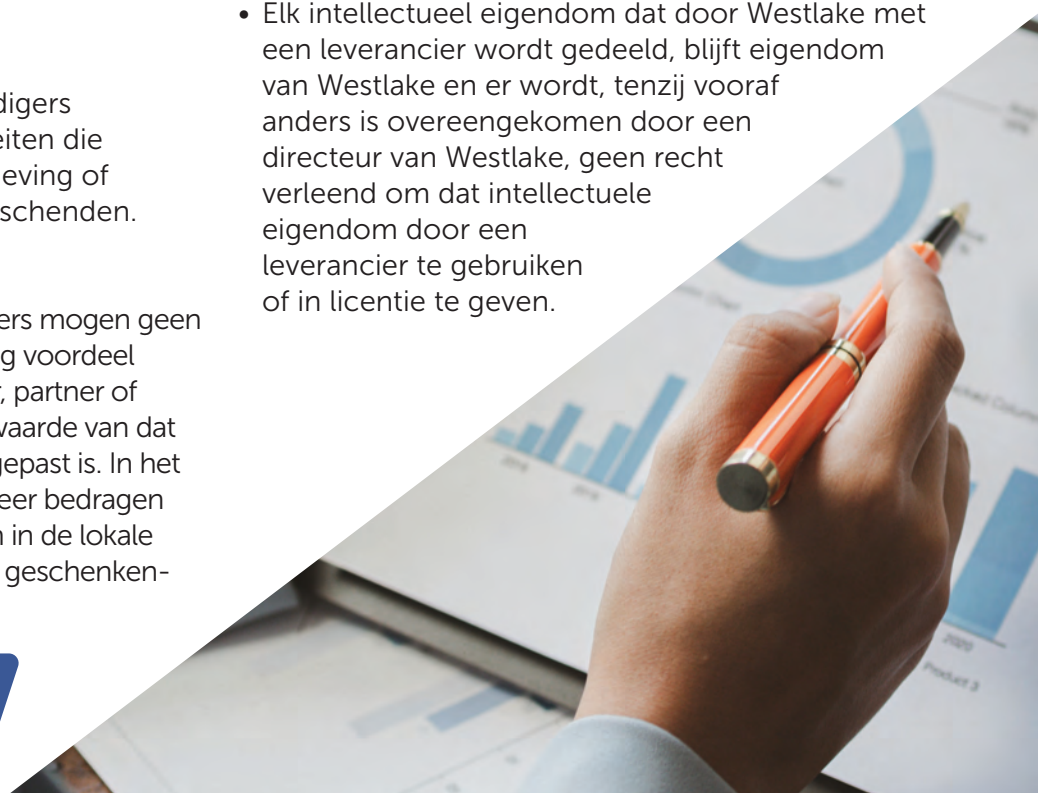 digers
eiten die
eving of
schenden.
ers mogen geen
g voordeel
, partner of
waarde van dat
gepast is. In het
eer bedragen
n in de lokale
geschenken-
• Elk intellectueel eigendom dat door Westlake met
een leverancier wordt gedeeld, blijft eigendom
van Westlake en er wordt, tenzij vooraf
anders is overeengekomen door een
directeur van Westlake, geen recht
verleend om dat intellectuele
eigendom door een
leverancier te gebruiken
of in licentie te geven.
Chart
2020
Product 3